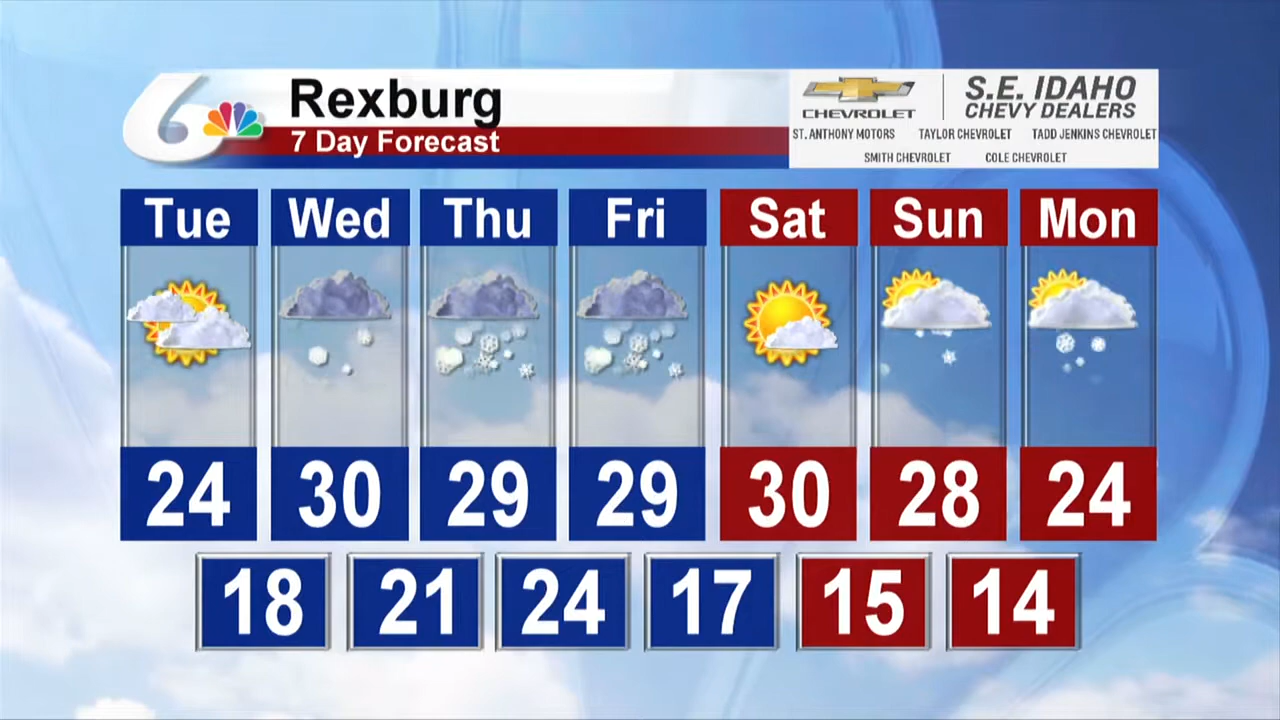 6
Rexburg
7 Day Forecast
CHEVROLET
S.E. IDAHO
CHEVY DEALERS
ST. ANTHONY MOTORS TAYLOR CHEVROLET TADD JENKINS CHEVROLET
SMITH CHEVROLET COLE CHEVROLET
Tue Wed Thu Fri Sat Sun Mon
24 30 29 29 30 28 24
18 21 24 17 15 14